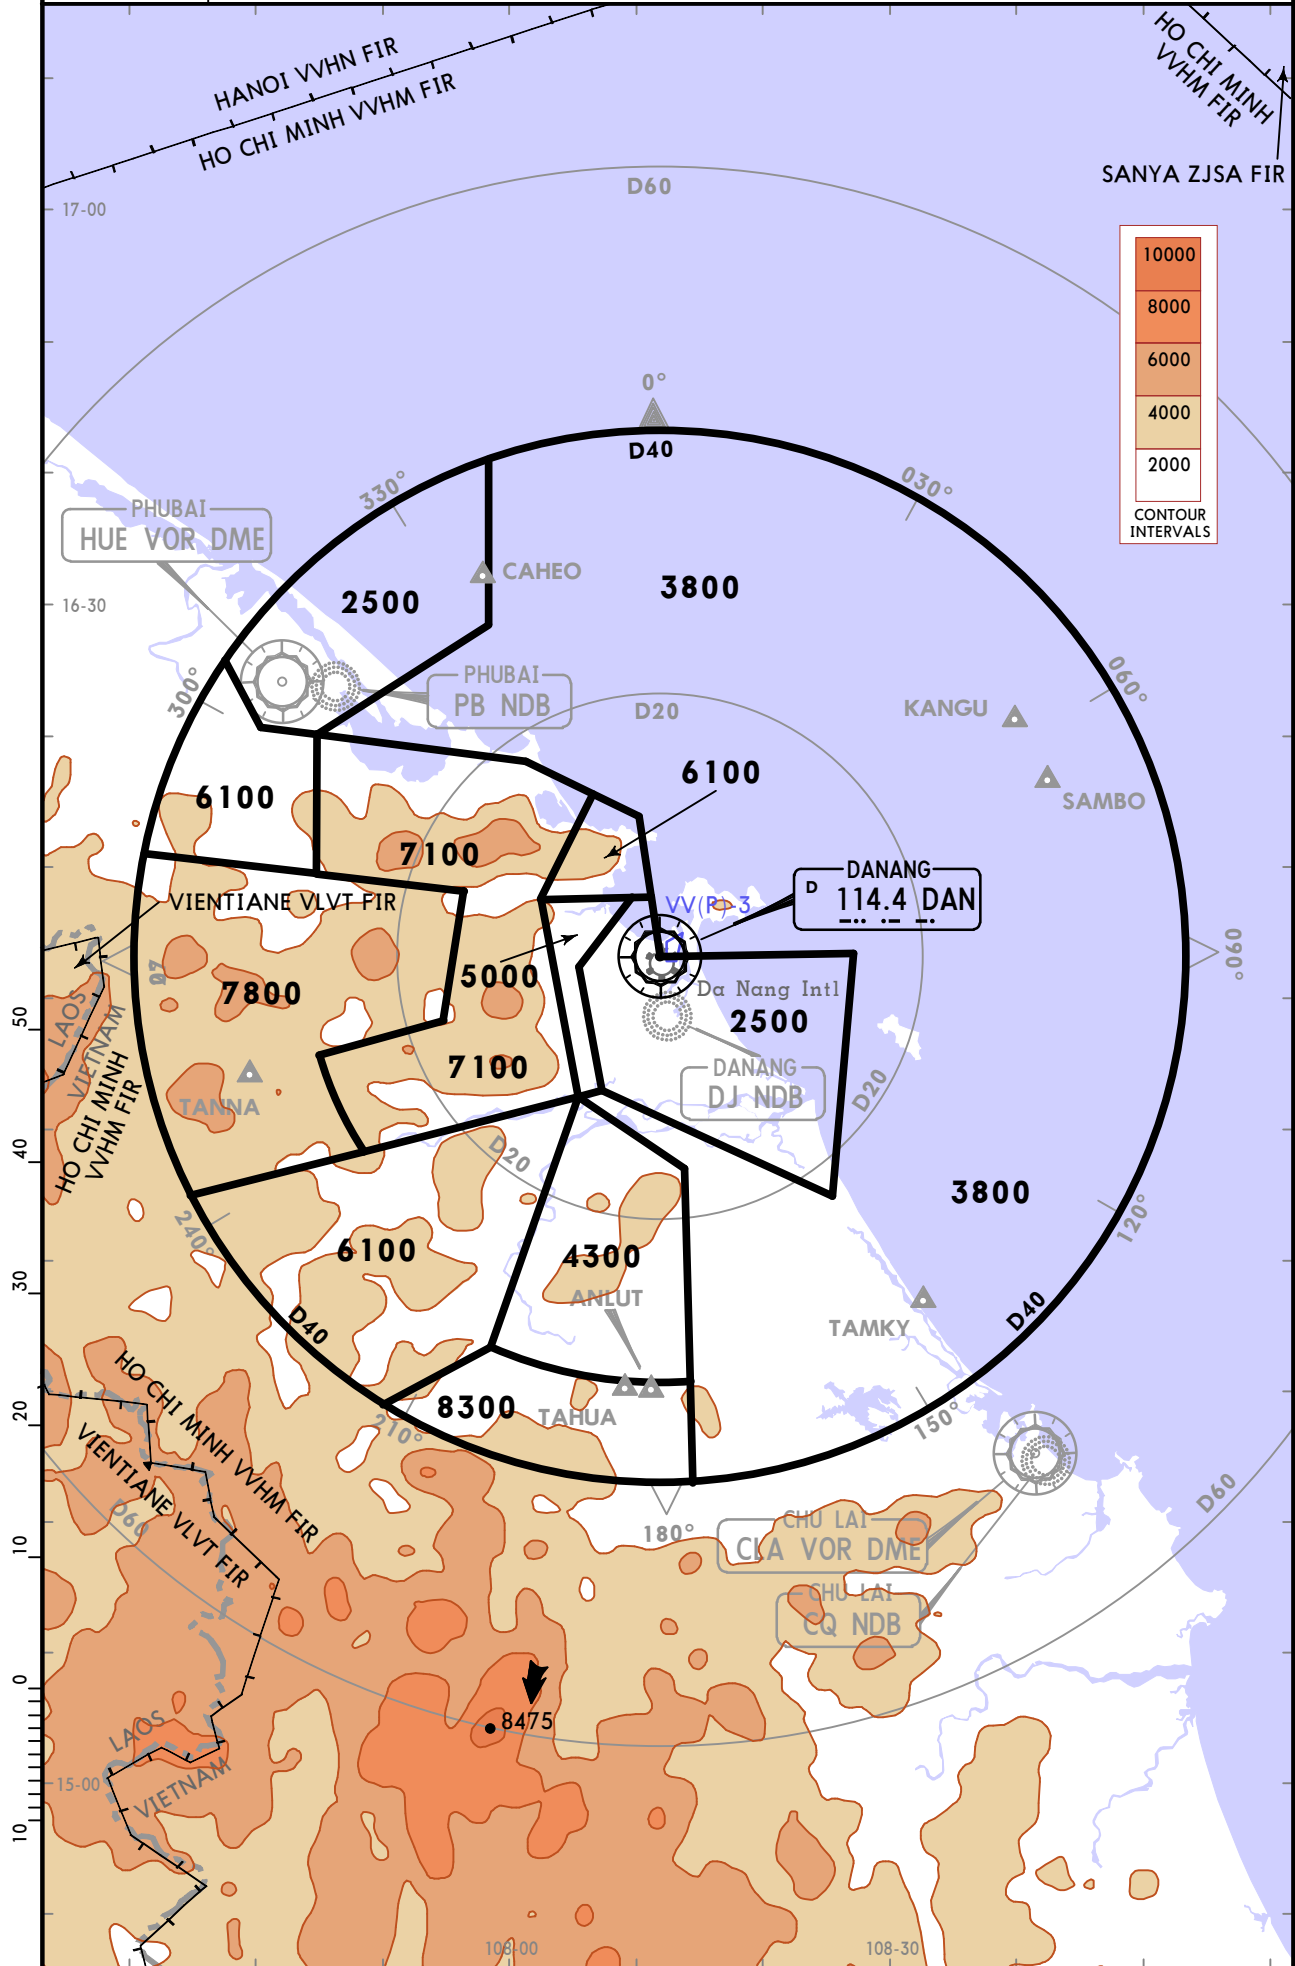 HANOI VVHN FIR
HO CHI MINH VVHM FIR
HO CHI MINH
VVHM FIR
SANYA ZJSA FIR
D60
17-00
10000
8000
6000
4000
2000
CONTOUR
INTERVALS
0°
D40
330°
030°
PHUBAI
HUE VOR DME
CAHEO
3800
2500
16-30
PHUBAI
PB NDB
300°
060°
KANGU
D20
SAMBO
6100
6100
7100
DANANG
D 114.4 DAN
VIENTIANE VLVT FIR
VV(R)-3
5000
090°
7800
Da Nang Intl
2500
LAOS
VIETNAM
50
7100
DANANG
DJ NDB
D20
TANNA
HO CHI MINH
VVHM FIR
40
D20
3800
240°
120°
6100
4300
ANLUT
30
D40
D40
TAMKY
HO CHI MINH VVHM FIR
8300
TAHUA
210°
150°
20
VIENTIANE VLVT FIR
D60
D60
180°
CHU LAI
CLA VOR DME
10
CHU LAI
CQ NDB
0
8475
LAOS
VIETNAM
15-00
10
108-00
108-30